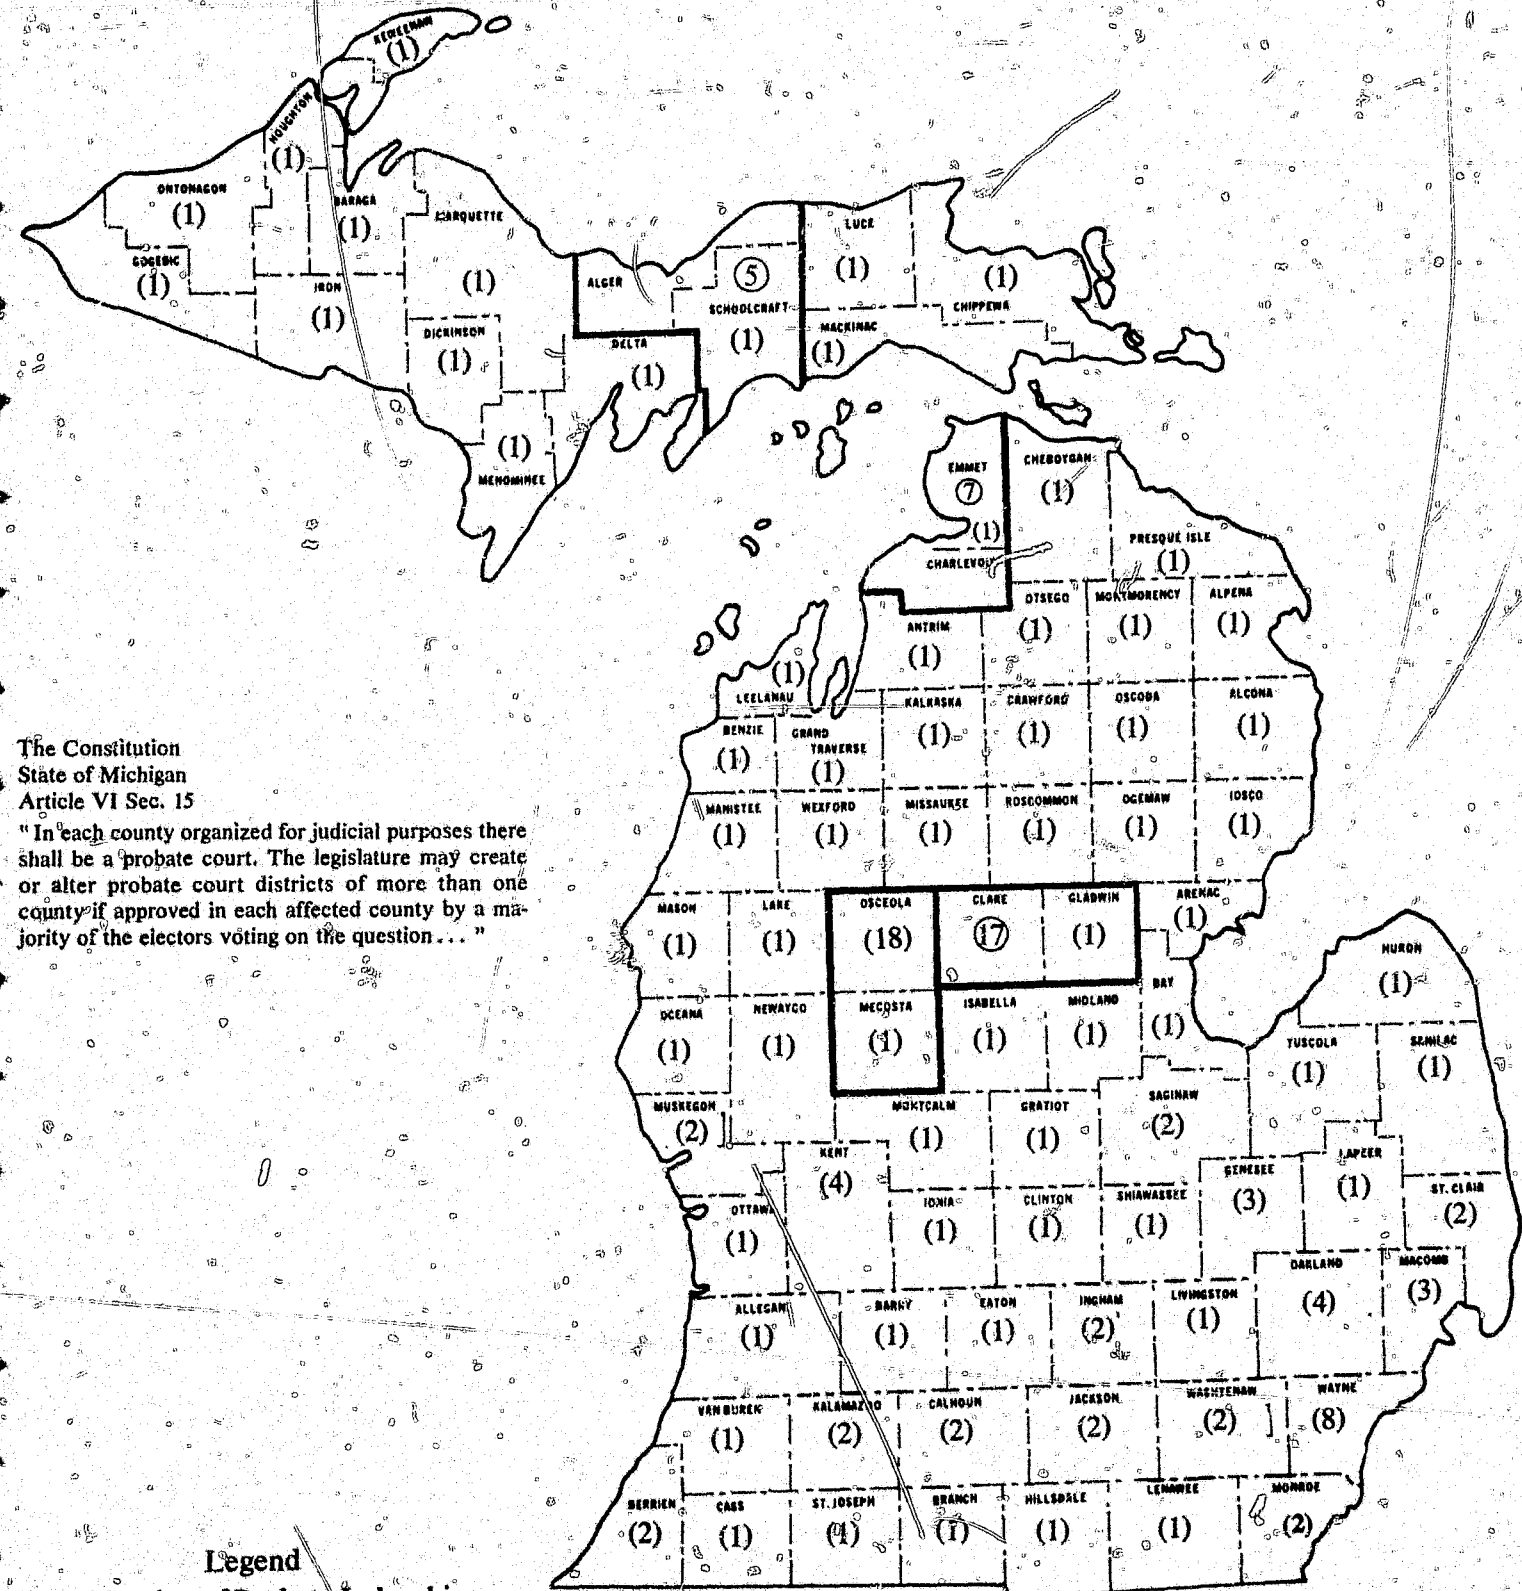 KEWEENAW
(1)
HOUGHTON
(1)
ONTONAGON
(1)
BARAGA
(1)
MARQUETTE
(1)
GOGEBIC
(1)
IRON
(1)
DICKINSON
(1)
ALGER
5
SCHOOLCRAFT
(1)
LUCE
(1)
(1)
CHIPPEWA
MACKINAC
(1)
DELTA
(1)
(1)
MENOMINEE
EMMET
7
(1)
CHARLEVOIX
CHEBOYGAN
(1)
PRESQUE ISLE
(1)
ANTRIM
(1)
OTSEGO
(1)
MONTMORENCY
(1)
ALPENA
(1)
(1)
LEELANAU
BENZIE
(1)
GRAND
TRAVERSE
(1)
KALKASKA
(1)
CRAWFORD
(1)
OSCODA
(1)
ALCONA
(1)
The Constitution
State of Michigan
Article VI Sec. 15
" In each county organized for judicial purposes there
shall be a probate court. The legislature may create
or alter probate court districts of more than one
county if approved in each affected county by a ma-
jority of the electors voting on the question... "
MANISTEE
(1)
WEXFORD
(1)
MISSAUKEE
(1)
ROSCOMMON
(1)
OGEMAW
(1)
IOSCO
(1)
MASON
(1)
LAKE
(1)
OSCEOLA
(18)
CLARE
17
GLADWIN
(1)
ARENAC
(1)
HURON
(1)
OCEANA
(1)
NEWAYGO
(1)
MECOSTA
(1)
ISABELLA
(1)
MIDLAND
(1)
BAY
(1)
TUSCOLA
(1)
SANILAC
(1)
MUSKEGON
(2)
MONTCALM
(1)
GRATIOT
(1)
SAGINAW
(2)
KENT
(4)
OTTAWA
(1)
IONIA
(1)
CLINTON
(1)
SHIAWASSEE
(1)
GENESEE
(3)
LAPEER
(1)
ST. CLAIR
(2)
ALLEGAN
(1)
BARRY
(1)
EATON
(1)
INGHAM
(2)
LIVINGSTON
(1)
OAKLAND
(4)
MACOMB
(3)
VAN BUREN
(1)
KALAMAZOO
(2)
CALHOUN
(2)
JACKSON
(2)
WASHTENAW
(2)
WAYNE
(8)
BERRIEN
(2)
CASS
(1)
ST. JOSEPH
(1)
BRANCH
(1)
HILLSDALE
(1)
LENAWEE
(1)
MONROE
(2)
Legend